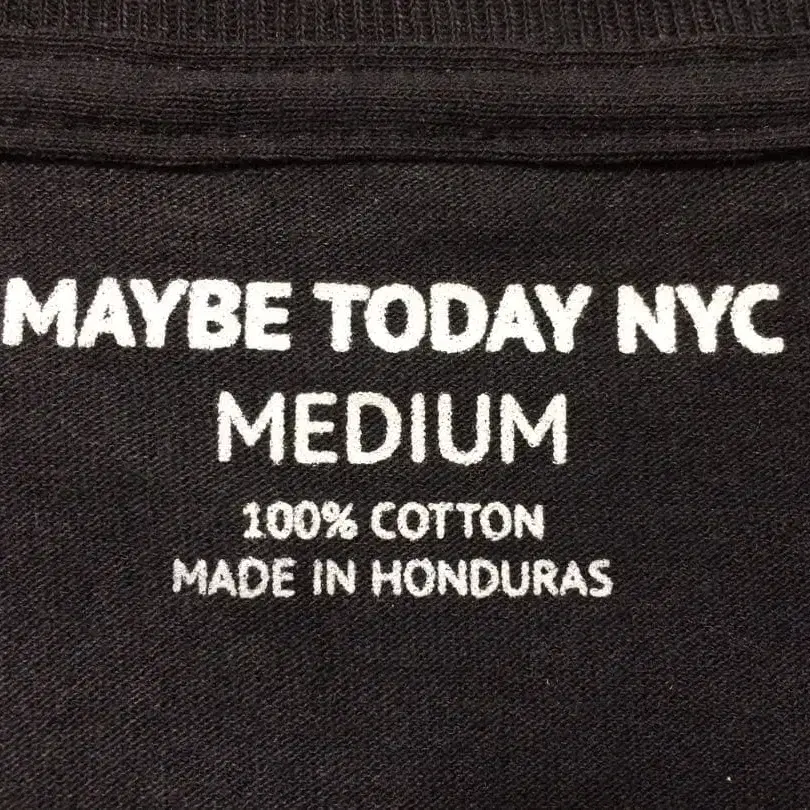 MAYBE TODAY NYC
MEDIUM
100% COTTON
MADE IN HONDURAS